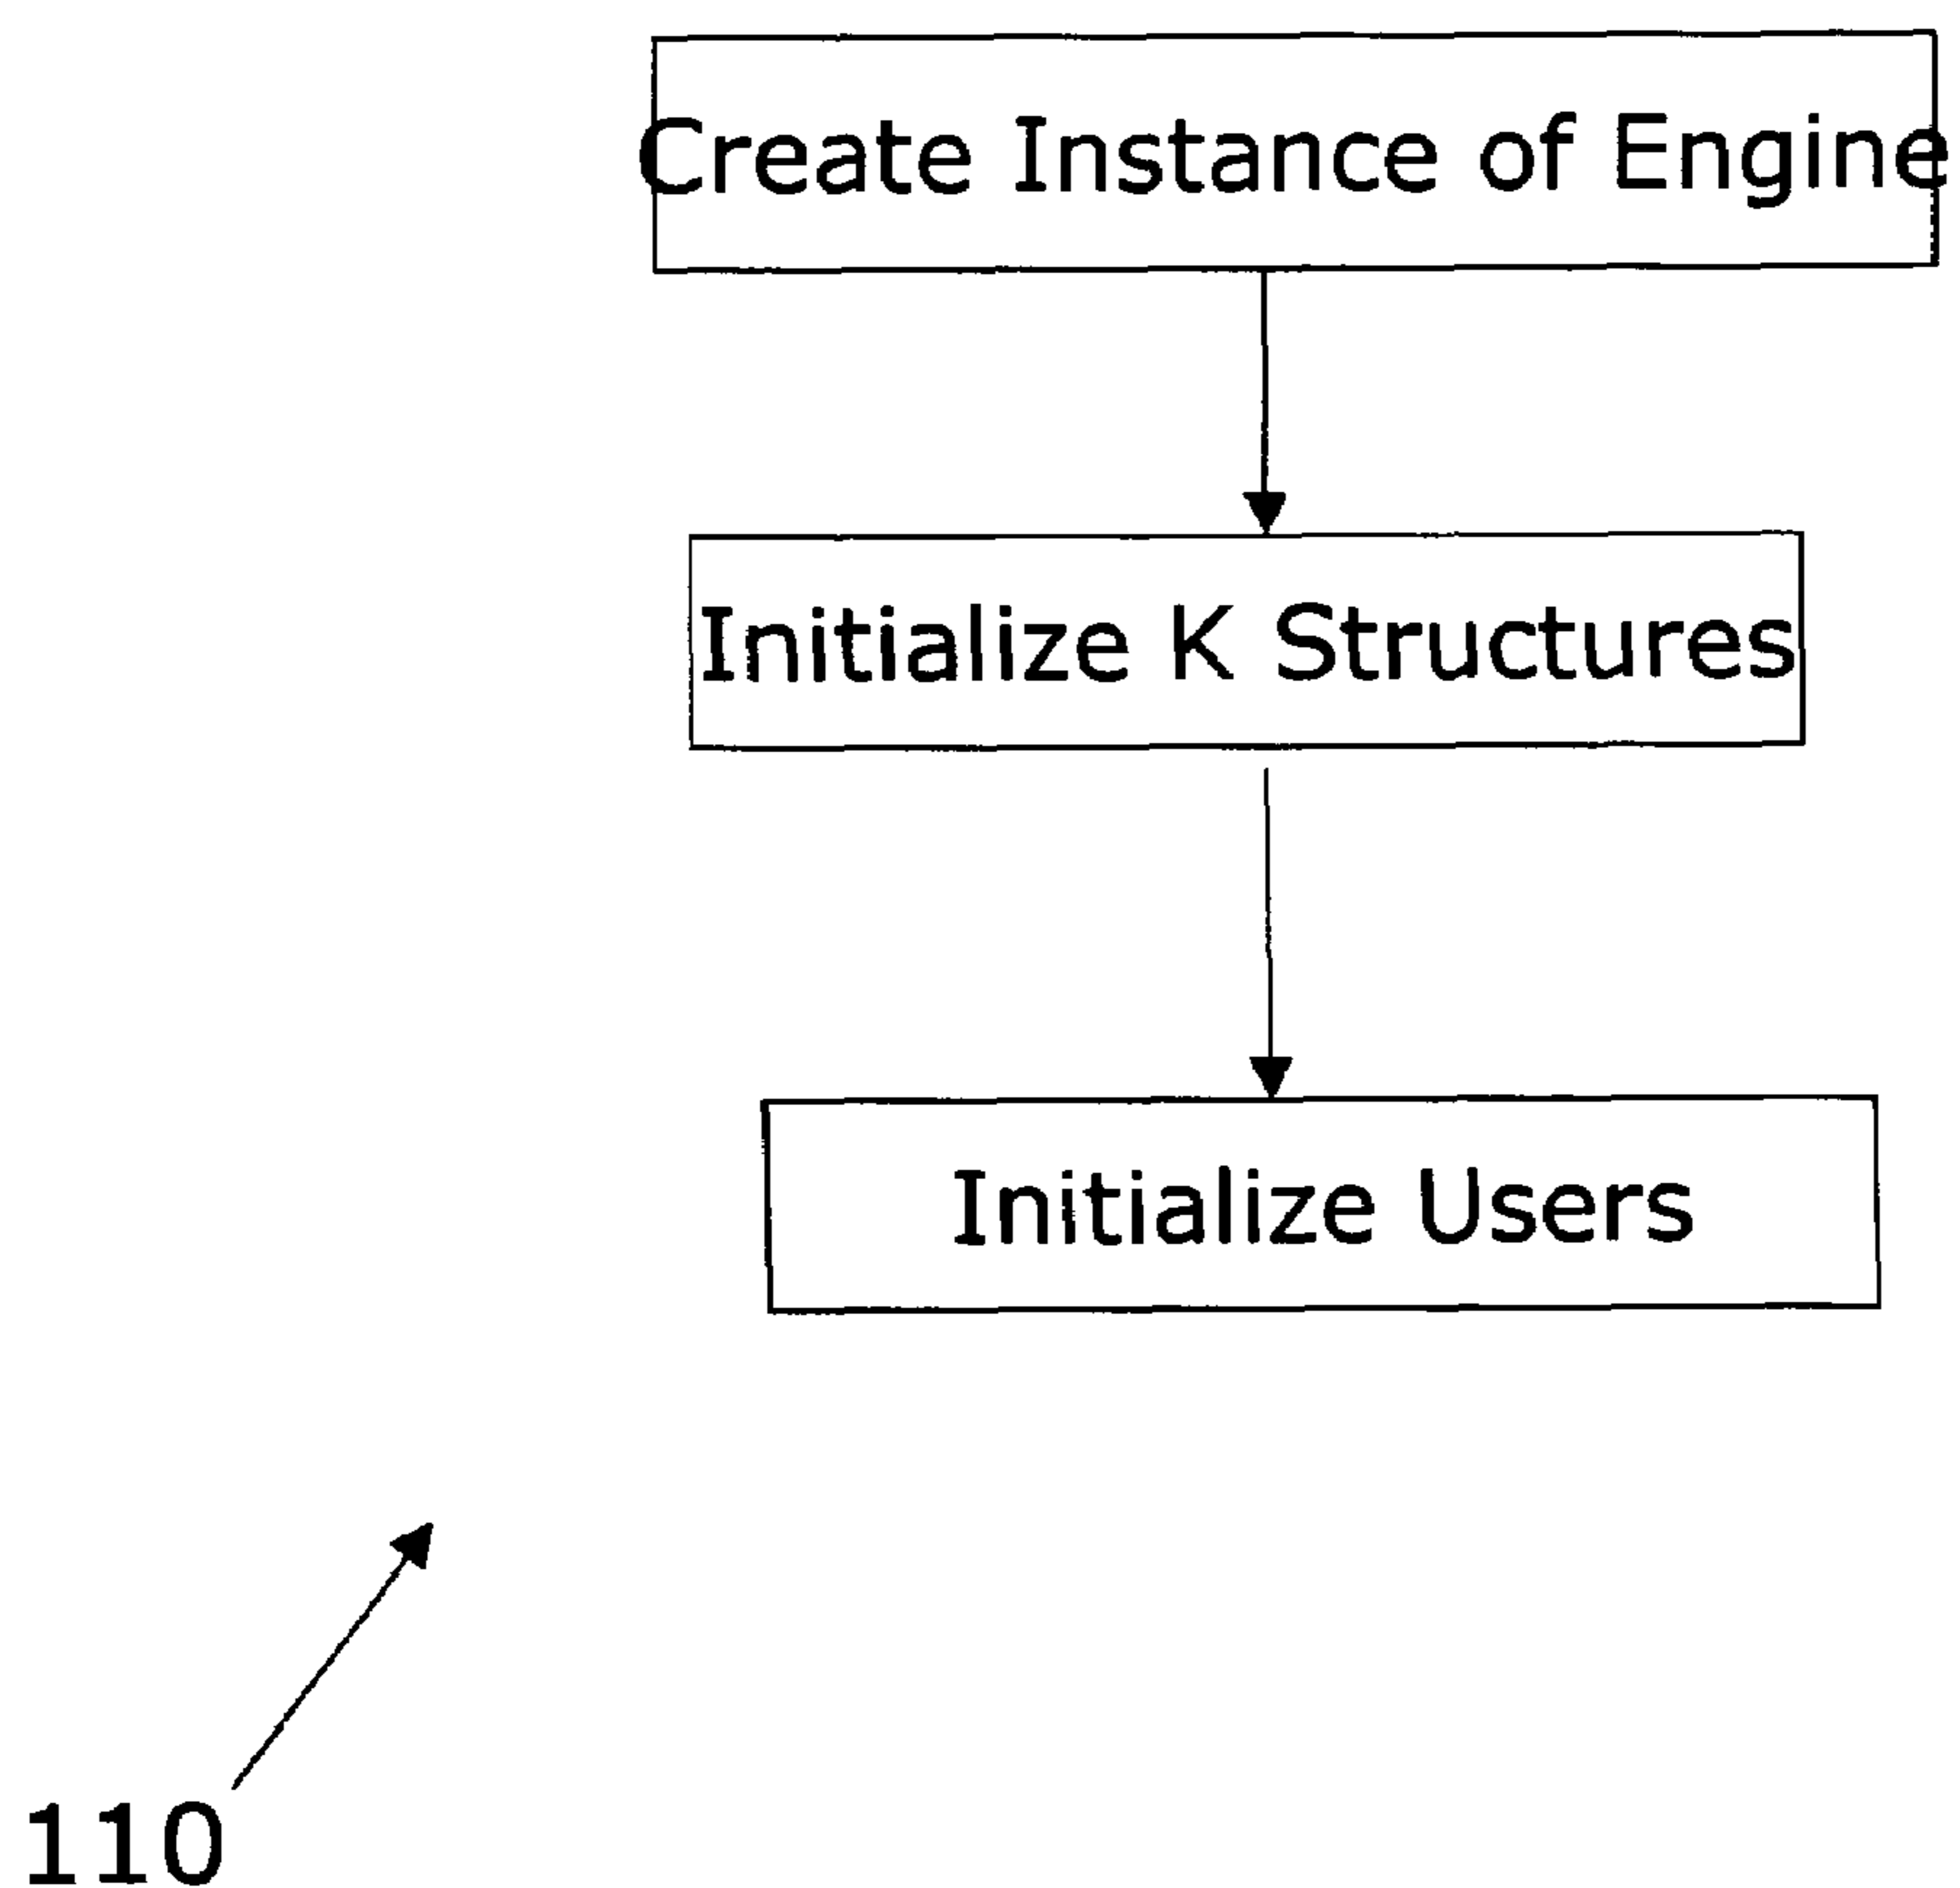 Create Instance of Engine
Initialize K Structures
Initialize Users
110